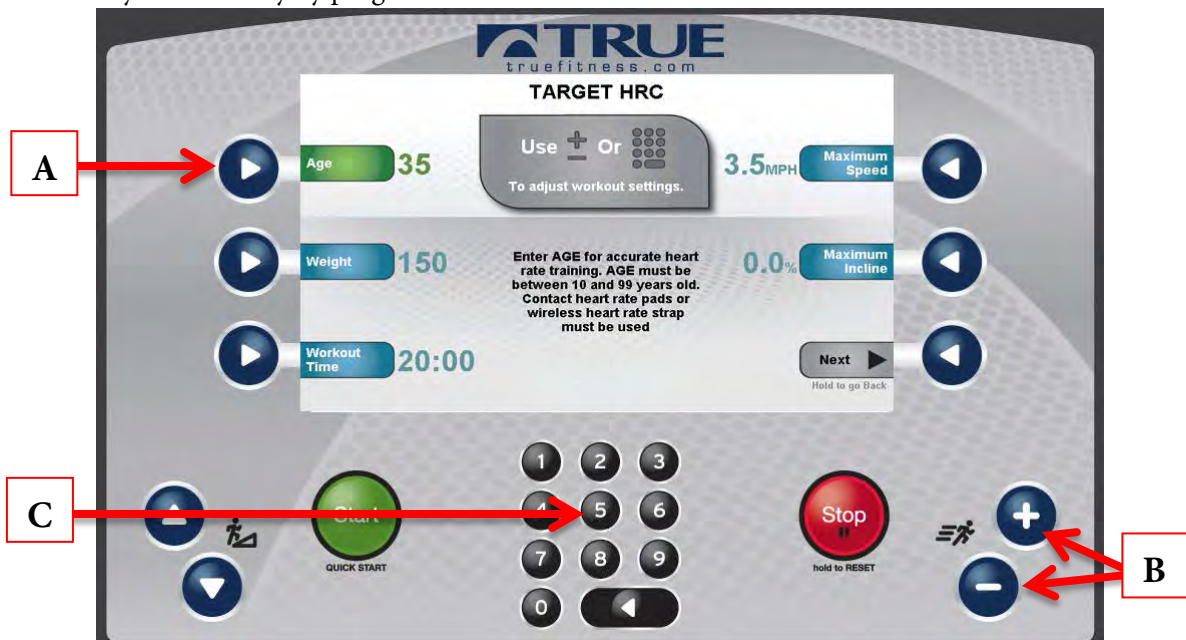 TRUE
truefitness.com
TARGET HRC
Use + - Or
To adjust workout settings.
A
Age 35
3.5MPH Maximum
Speed
Weight 150
Enter AGE for accurate heart
rate training. AGE must be
between 10 and 99 years old.
Contact heart rate pads or
wireless heart rate strap
must be used
0.0% Maximum
Incline
Workout
Time 20:00
Next
Hold to go Back
1 2 3
C
Start
4 5 6
Stop
+
QUICK START
7 8 9
hold to RESET
-
B
0